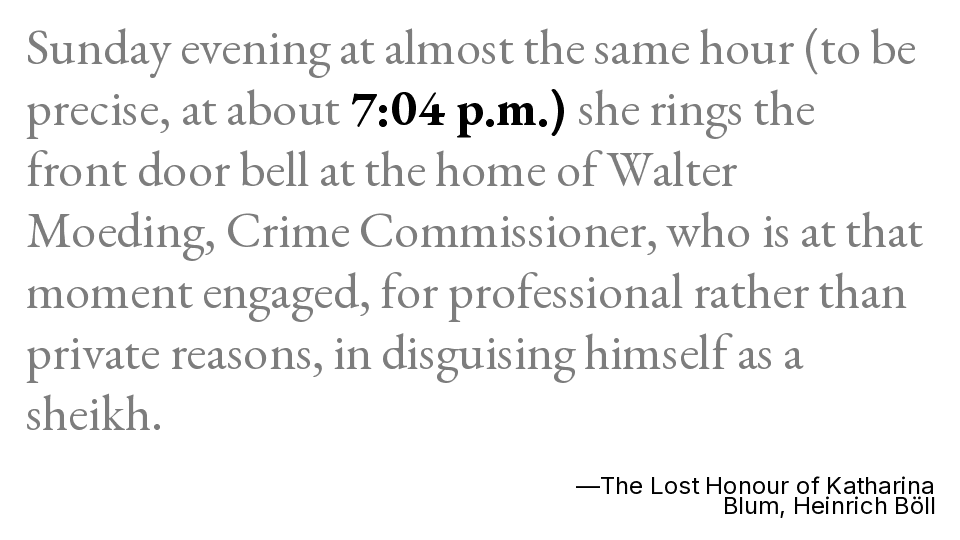 Sunday evening at almost the same hour (to be
precise, at about 7:04 p.m.) she rings the
front door bell at the home of Walter
Moeding, Crime Commissioner, who is at that
moment engaged, for professional rather than
private reasons, in disguising himself as a
sheikh.
—The Lost Honour of Katharina
Blum, Heinrich Böll